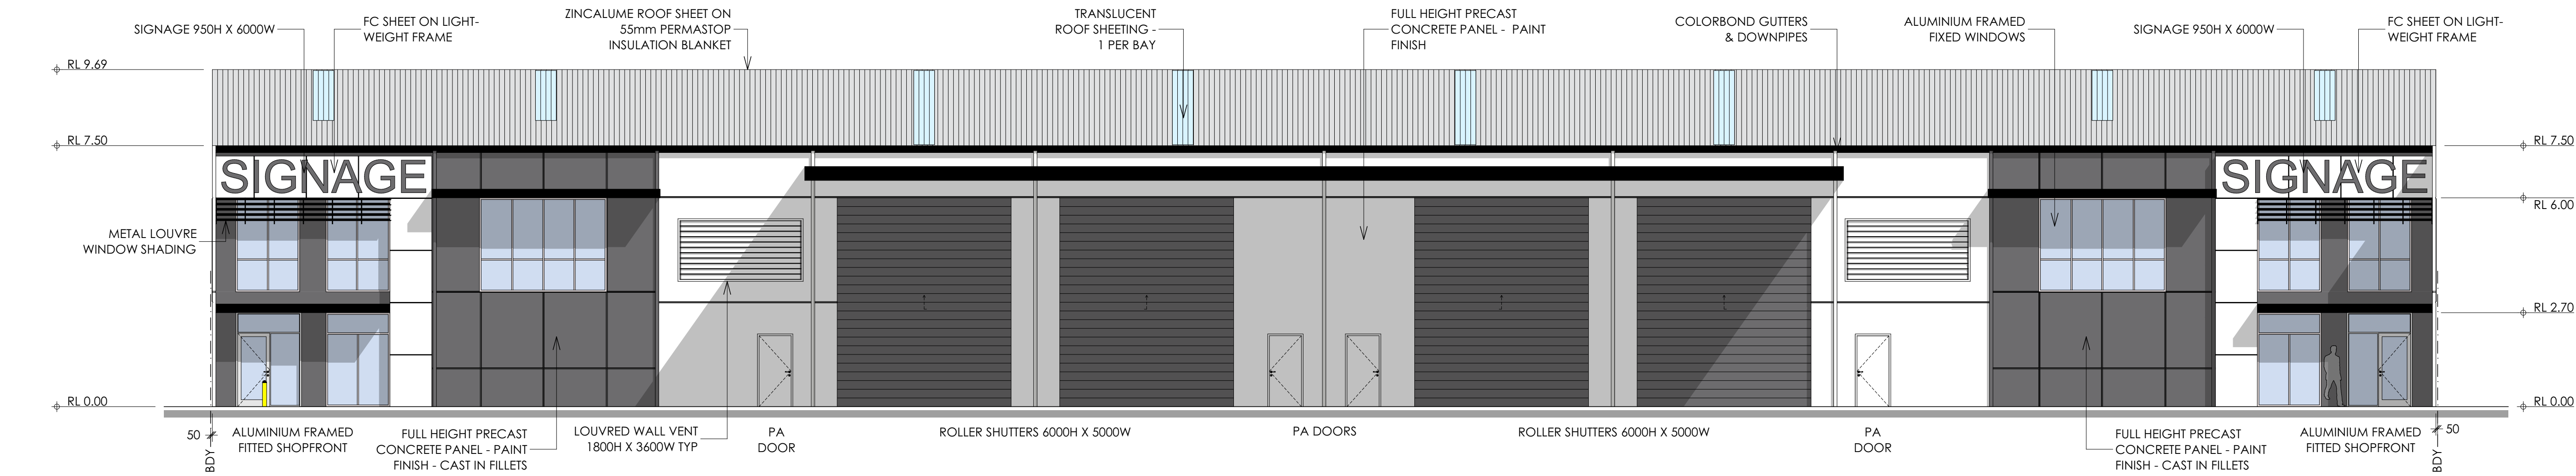 SIGNAGE 950H X 6000W
FC SHEET ON LIGHT-
WEIGHT FRAME
ZINCALUME ROOF SHEET ON
55mm PERMASTOP
INSULATION BLANKET
TRANSLUCENT
ROOF SHEETING -
1 PER BAY
FULL HEIGHT PRECAST
CONCRETE PANEL - PAINT
FINISH
COLORBOND GUTTERS
& DOWNPIPES
ALUMINIUM FRAMED
FIXED WINDOWS
SIGNAGE 950H X 6000W
FC SHEET ON LIGHT-
WEIGHT FRAME
RL 9.69
RL 7.50
RL 7.50
SIGNAGE
SIGNAGE
RL 6.00
METAL LOUVRE
WINDOW SHADING
RL 2.70
RL 0.00
RL 0.00
50
BDY
ALUMINIUM FRAMED
FITTED SHOPFRONT
FULL HEIGHT PRECAST
CONCRETE PANEL - PAINT
FINISH - CAST IN FILLETS
LOUVRED WALL VENT
1800H X 3600W TYP
PA
DOOR
ROLLER SHUTTERS 6000H X 5000W
PA DOORS
ROLLER SHUTTERS 6000H X 5000W
PA
DOOR
FULL HEIGHT PRECAST
CONCRETE PANEL - PAINT
FINISH - CAST IN FILLETS
ALUMINIUM FRAMED
FITTED SHOPFRONT
50
BDY